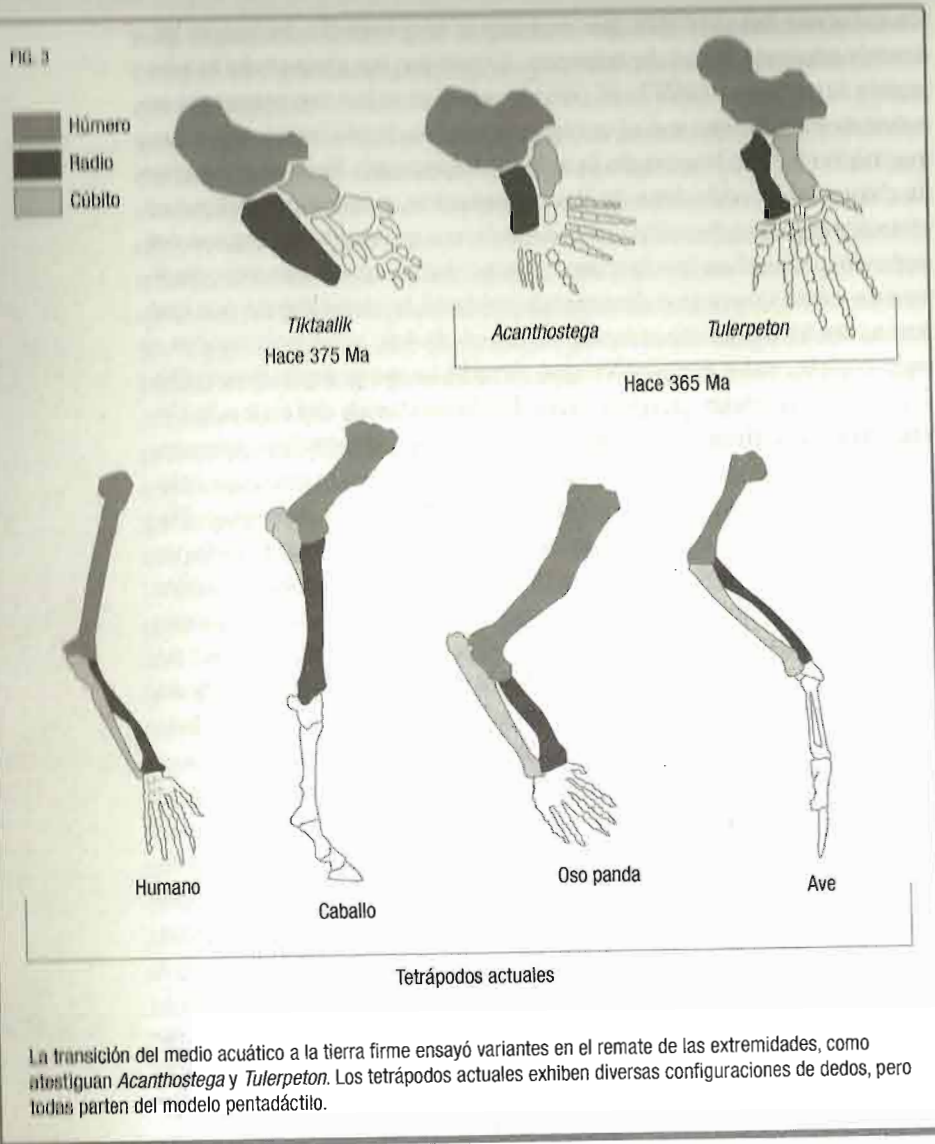 FIG. 3
Húmero
Radio
Cúbito
Tiktaalik
Hace 375 Ma
Acanthostega
Tulerpeton
Hace 365 Ma
Humano
Caballo
Oso panda
Ave
Tetrápodos actuales
La transición del medio acuático a la tierra firme ensayó variantes en el remate de las extremidades, como
atestiguan Acanthostega y Tulerpeton. Los tetrápodos actuales exhiben diversas configuraciones de dedos, pero
todas parten del modelo pentadáctilo.